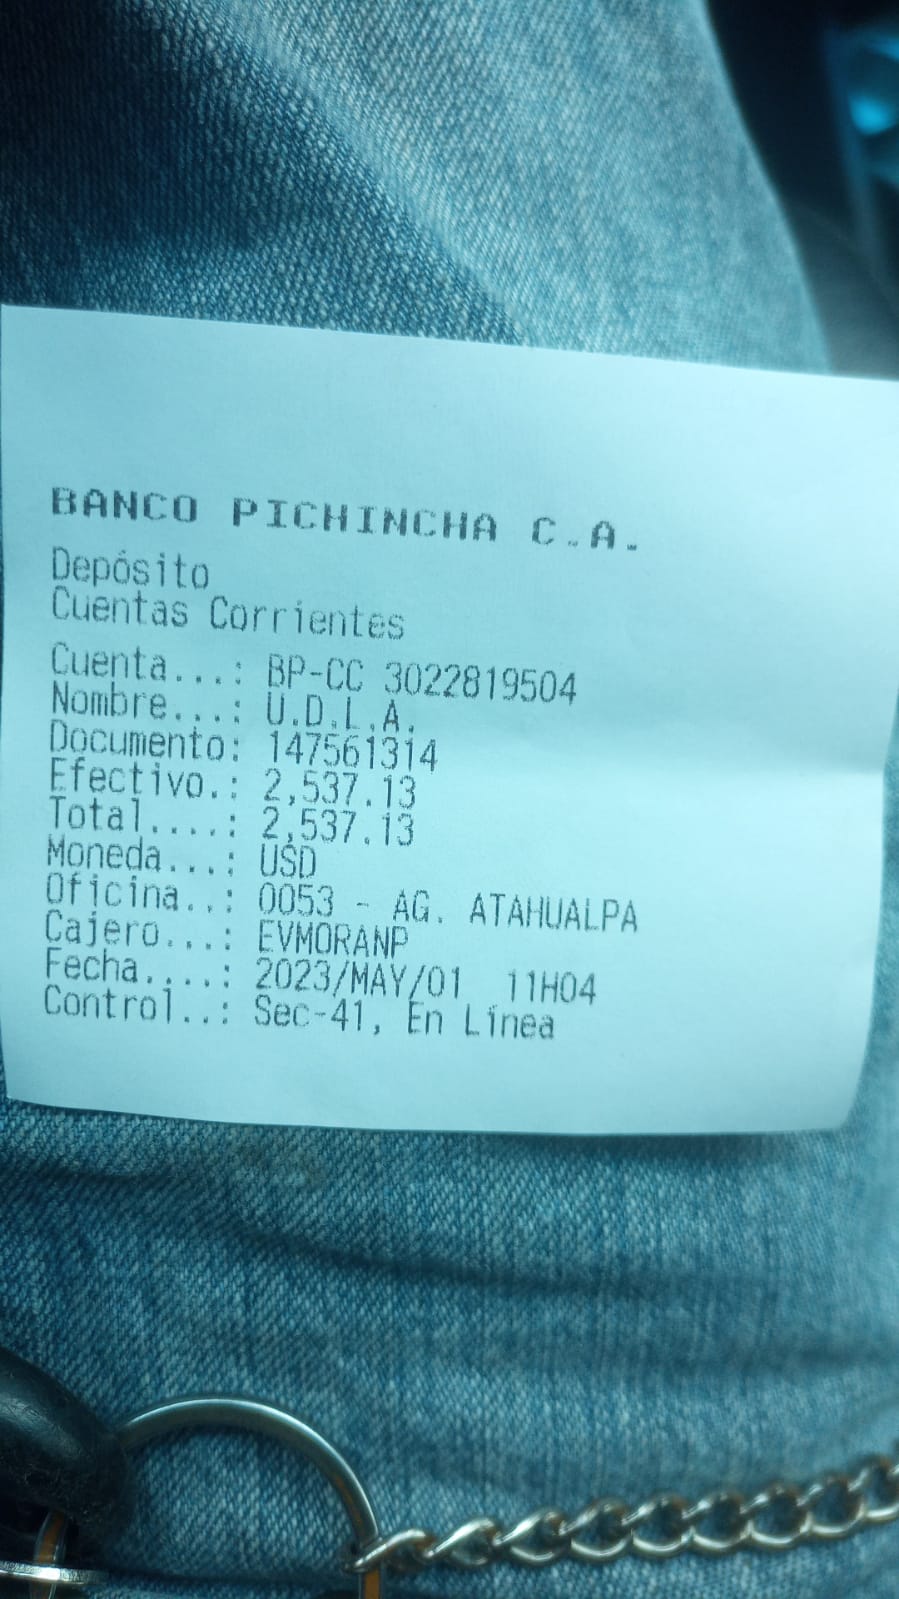 BANCO PICHINCHA C.A.
Depósito
Cuentas Corrientes
Cuenta...: BP-CC 3022819504
Nombre...: U.D.L.A.
Documento: 147561314
Efectivo.: 2,537.13
Total....: 2,537.13
Moneda...: USD
Oficina..: 0053 - AG. ATAHUALPA
Cajero...: EVMORANP
Fecha....: 2023/MAY/01 11H04
Control..: Sec-41, En Línea